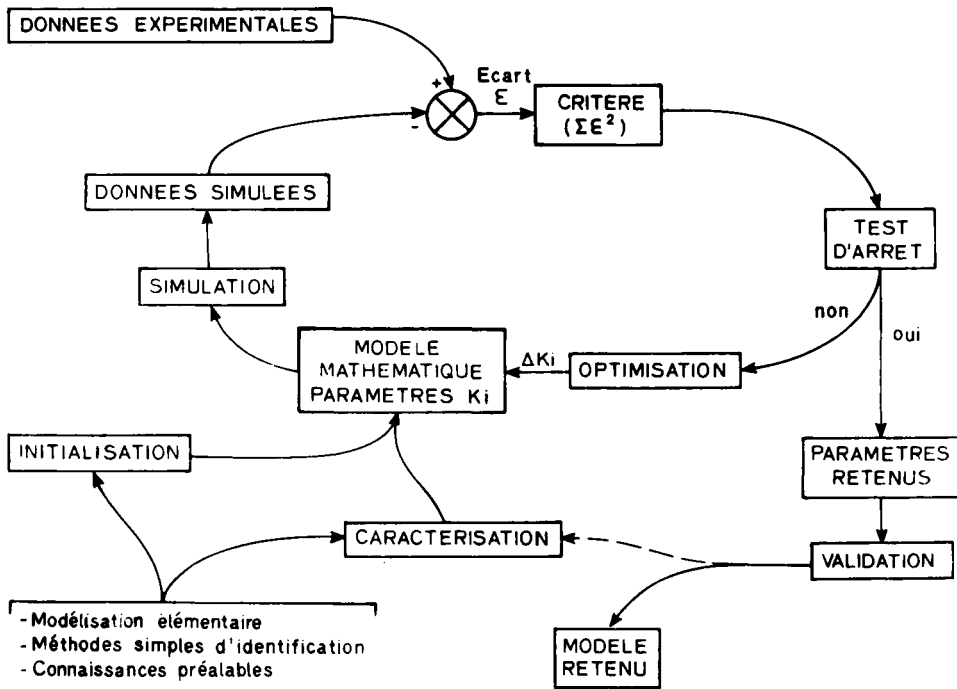 DONNEES EXPERIMENTALES
+
-
Ecart
Ɛ
CRITERE
(ΣƐ²)
DONNEES SIMULEES
TEST
D'ARRET
SIMULATION
non
oui
MODELE
MATHEMATIQUE
PARAMETRES Ki
ΔKi
OPTIMISATION
INITIALISATION
PARAMETRES
RETENUS
CARACTERISATION
VALIDATION
- Modélisation élémentaire
- Méthodes simples d'identification
- Connaissances préalables
MODELE
RETENU